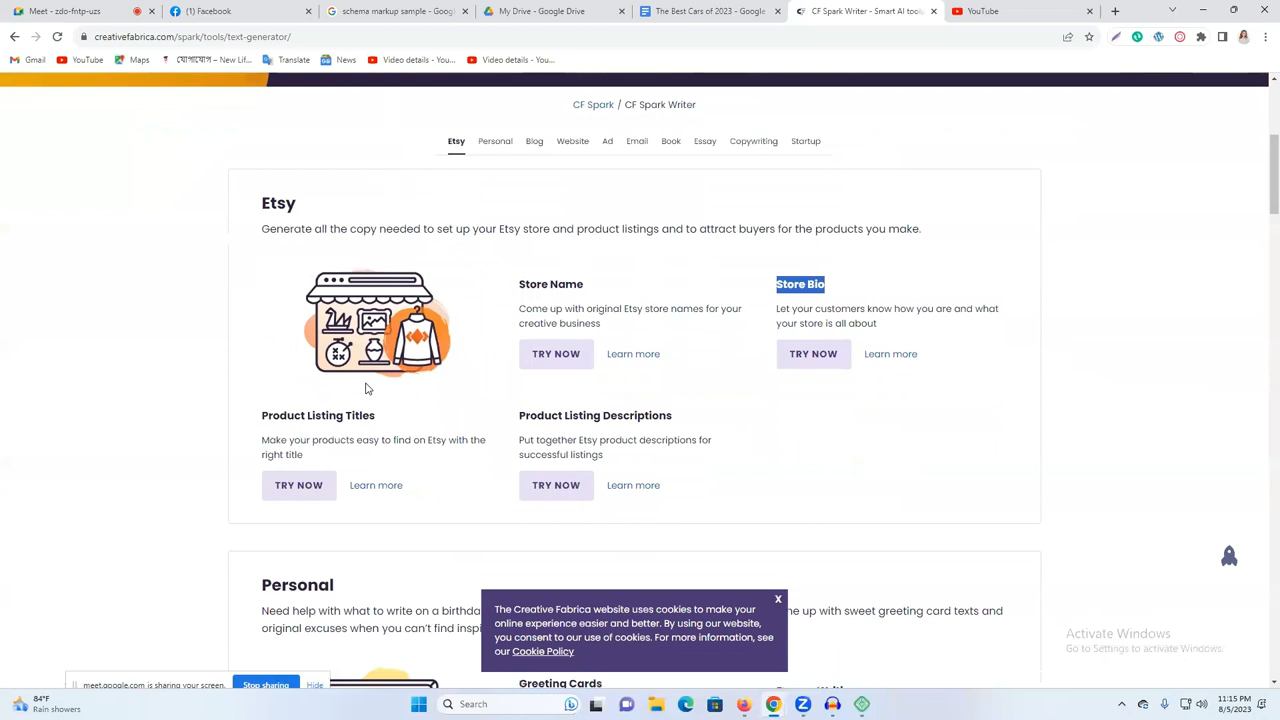 Meet - zdo-fntp-uzs
Facebook
schema markup sample - Googl
My Drive - Google Drive
The Best Cars of 2023 - Google
CF Spark Writer - Smart AI tools
YouTube
creativefabrica.com/spark/tools/text-generator/
Gmail
YouTube
Maps
যোগাযোগ – New Lif...
Translate
News
Video details - You...
Video details - You...
CF Spark / CF Spark Writer
Etsy Personal Blog Website Ad Email Book Essay Copywriting Startup
Etsy
Generate all the copy needed to set up your Etsy store and product listings and to attract buyers for the products you make.
Store Name
Come up with original Etsy store names for your
creative business
TRY NOW Learn more
Store Bio
Let your customers know how you are and what
your store is all about
TRY NOW Learn more
Product Listing Titles
Make your products easy to find on Etsy with the
right title
TRY NOW Learn more
Product Listing Descriptions
Put together Etsy product descriptions for
successful listings
TRY NOW Learn more
Personal
Need help with what to write on a birthda
me up with sweet greeting card texts and
original excuses when you can't find inspi
The Creative Fabrica website uses cookies to make your
online experience easier and better. By using our website,
you consent to our use of cookies. For more information, see
our Cookie Policy
X
Greeting Cards
Activate Windows
Go to Settings to activate Windows.
meet.google.com is sharing your screen.
Stop sharing
Hide
84°F
Rain showers
Search
11:15 PM
8/5/2023